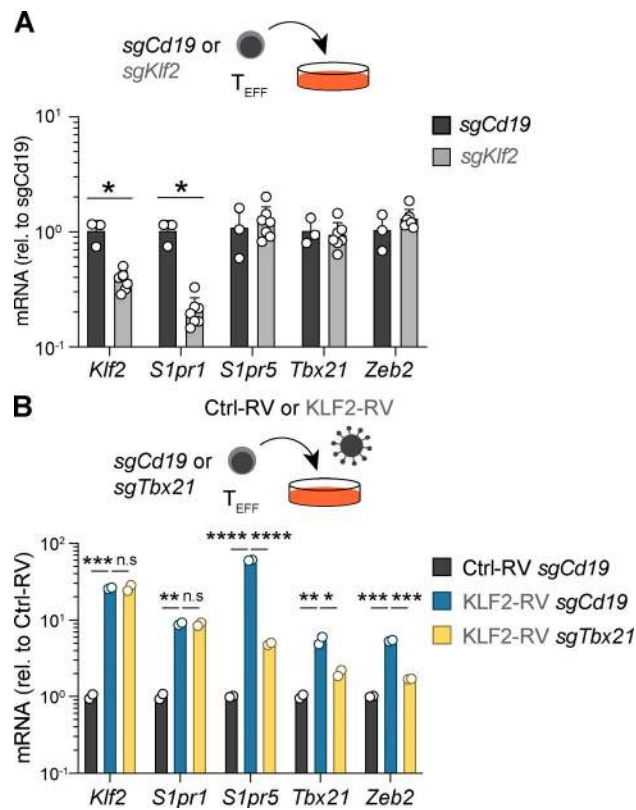 A
sgCd19 or
sgKlf2
TEFF
mRNA (rel. to sgCd19)
10¹
10⁰
10⁻¹
* *
sgCd19
sgKlf2
Klf2 S1pr1 S1pr5 Tbx21 Zeb2
B
Ctrl-RV or KLF2-RV
sgCd19 or
sgTbx21
TEFF
mRNA (rel. to Ctrl-RV)
10²
10¹
10⁰
10⁻¹
*** n.s ** n.s **** **** ** * *** ***
Ctrl-RV sgCd19
KLF2-RV sgCd19
KLF2-RV sgTbx21
Klf2 S1pr1 S1pr5 Tbx21 Zeb2